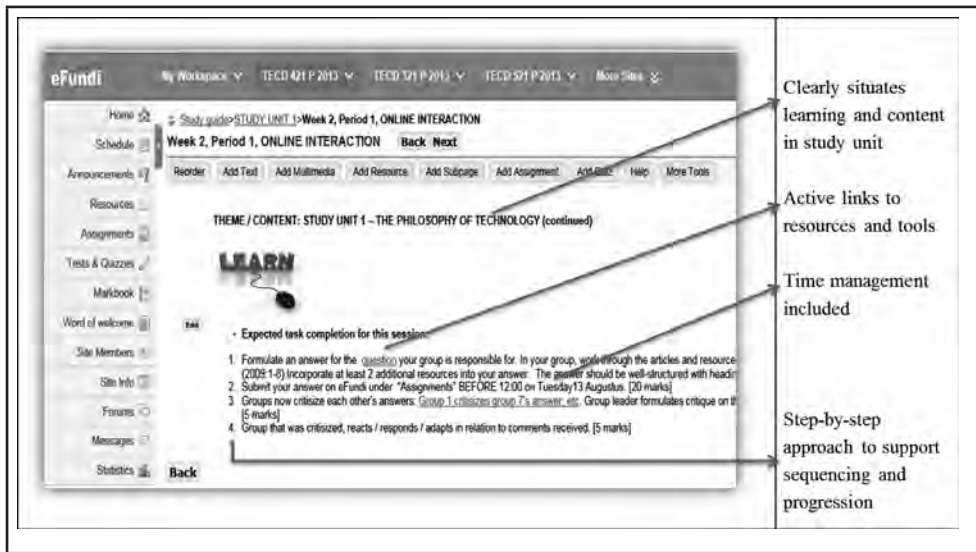 eFundi
My Workspace TECD 421 P 2013 TECD 321 P 2013 TECD 521 P 2013 More Sites
Home
Schedule
Announcements
Resources
Assignments
Tests & Quizzes
Markbook
Word of welcome
Site Members
Site Info
Forums
Messages
Statistics
Study guide>STUDY UNIT 1>Week 2, Period 1, ONLINE INTERACTION
Week 2, Period 1, ONLINE INTERACTION Back Next
Reorder Add Text Add Multimedia Add Resource Add Subpage Add Assignment Add Quiz Help More Tools
THEME / CONTENT: STUDY UNIT 1 – THE PHILOSOPHY OF TECHNOLOGY (continued)
LEARN
Edit
• Expected task completion for this session:
1. Formulate an answer for the question your group is responsible for. In your group, work through the articles and resource
(2009:1-8) Incorporate at least 2 additional resources into your answer. The answer should be well-structured with headin
2. Submit your answer on eFundi under "Assignments" BEFORE 12:00 on Tuesday13 Augustus. [20 marks]
3. Groups now critisize each other's answers: Group 1 critisizes group 7's answer, etc. Group leader formulates critique on th
[5 marks]
4. Group that was critisized, reacts / responds / adapts in relation to comments received. [5 marks]
Back
Clearly situates
learning and content
in study unit
Active links to
resources and tools
Time management
included
Step-by-step
approach to support
sequencing and
progression